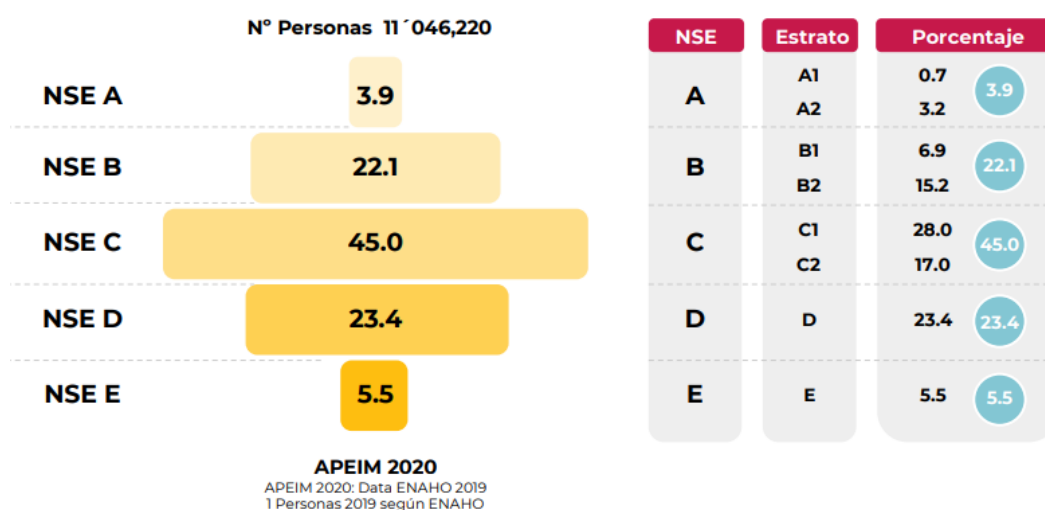 Nº Personas 11´046,220
NSE A 3.9
NSE B 22.1
NSE C 45.0
NSE D 23.4
NSE E 5.5
APEIM 2020
APEIM 2020: Data ENAHO 2019
1 Personas 2019 según ENAHO
NSE Estrato Porcentaje
A1 0.7
A 3.9
A2 3.2
B1 6.9
B 22.1
B2 15.2
C1 28.0
C 45.0
C2 17.0
D D 23.4 23.4
E E 5.5 5.5